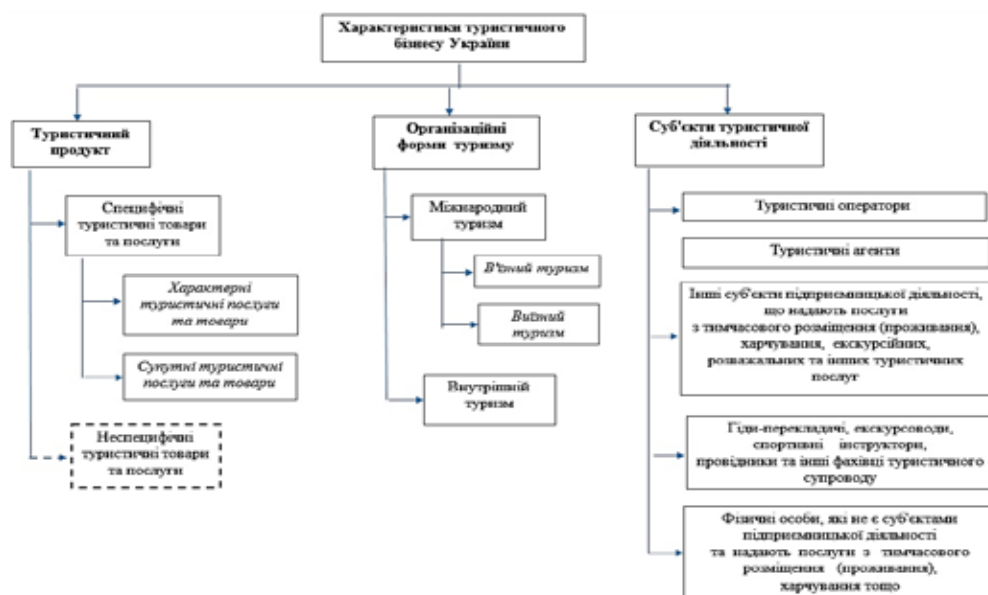 Характеристики туристичного
бізнесу України
Туристичний
продукт
Специфічні
туристичні товари
та послуги
Характерні
туристичні послуги
та товари
Супутні туристичні
послуги та товари
Неспецифічні
туристичні товари
та послуги
Організаційні
форми туризму
Міжнародний
туризм
В'їзний туризм
Виїзний
туризм
Внутрішній
туризм
Суб'єкти туристичної
діяльності
Туристичні оператори
Туристичні агенти
Інші суб'єкти підприємницької діяльності,
що надають послуги
з тимчасового розміщення (проживання),
харчування, екскурсійних,
розважальних та інших туристичних
послуг
Гіди-перекладачі, екскурсоводи,
спортивні інструктори,
провідники та інші фахівці туристичного
супроводу
Фізичні особи, які не є суб'єктами
підприємницької діяльності
та надають послуги з тимчасового
розміщення (проживання),
харчування тощо